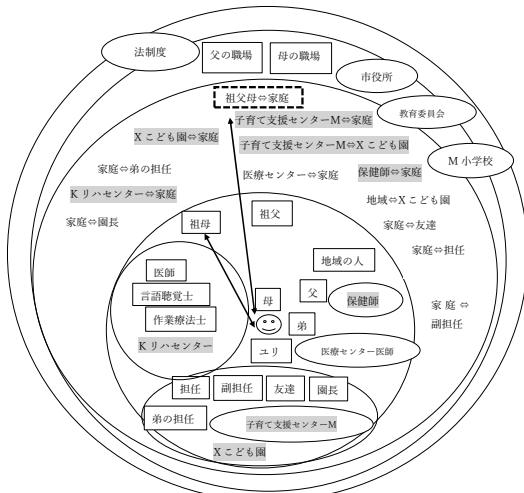 法制度
父の職場
母の職場
市役所
祖父母⇔家庭
教育委員会
子育て支援センターM⇔家庭
Xこども園⇔家庭
子育て支援センターM⇔Xこども園
M小学校
家庭⇔弟の担任
医療センター⇔家庭
保健師⇔家庭
Kリハセンター⇔家庭
地域⇔Xこども園
家庭⇔園長
祖母
祖父
家庭⇔友達
家庭⇔担任
地域の人
医師
言語聴覚士
母
父
保健師
家庭⇔
副担任
作業療法士
弟
Kリハセンター
ユリ
医療センター医師
担任
副担任
友達
園長
弟の担任
子育て支援センターM
Xこども園